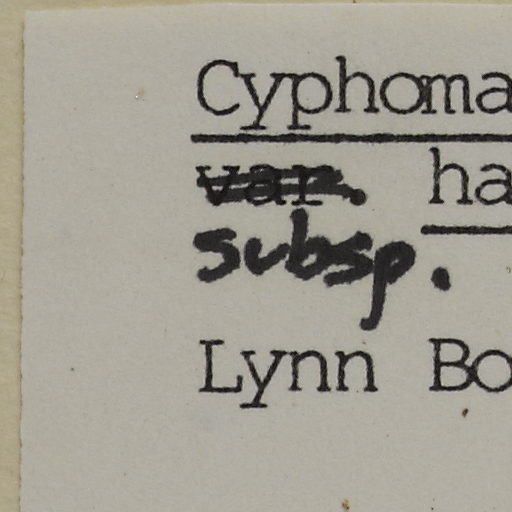 Cyphoma
var. ha
subsp.
Lynn Bo